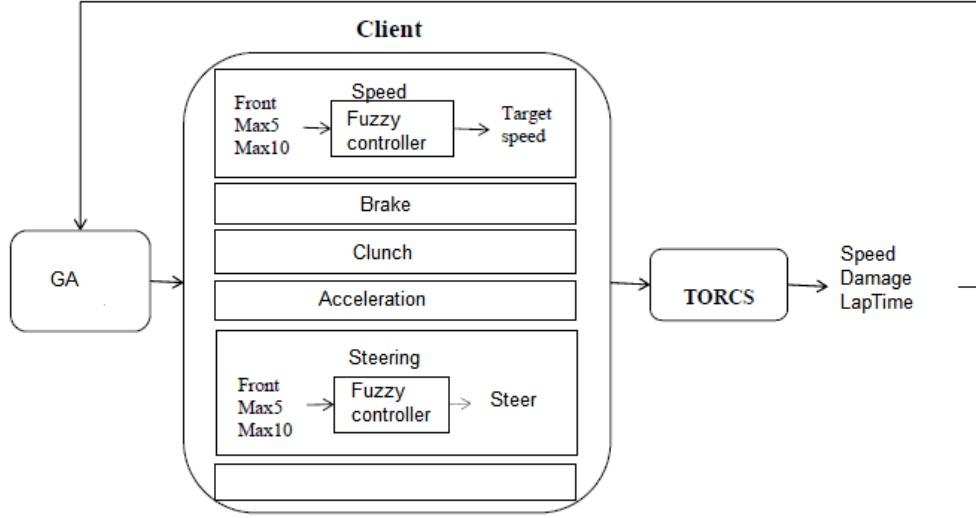 Client
Speed
Front
Max5
Max10
Fuzzy
controller
Target
speed
Brake
Clunch
Acceleration
Steering
Front
Max5
Max10
Fuzzy
controller
Steer
GA
TORCS
Speed
Damage
LapTime